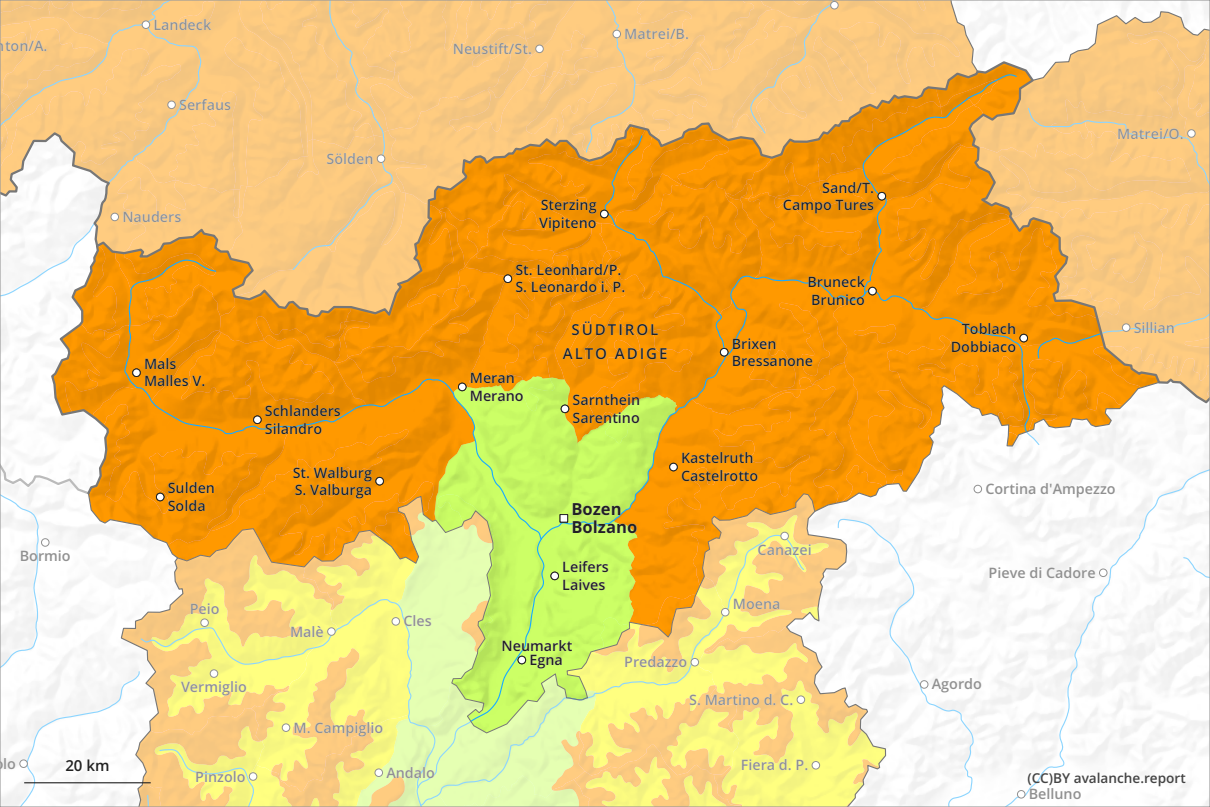 Landeck
nton/A.
Neustift/St.
Matrei/B.
Serfaus
Matrei/O.
Sölden
Nauders
Sterzing
Vipiteno
Sand/T.
Campo Tures
St. Leonhard/P.
S. Leonardo i. P.
Bruneck
Brunico
SÜDTIROL
ALTO ADIGE
Toblach
Dobbiaco
Sillian
Brixen
Bressanone
Mals
Malles V.
Meran
Merano
Schlanders
Silandro
Sarnthein
Sarentino
St. Walburg
S. Valburga
Kastelruth
Castelrotto
Sulden
Solda
Cortina d'Ampezzo
Bozen
Bolzano
Bormio
Canazei
Leifers
Laives
Pieve di Cadore
Peio
Moena
Cles
Malè
Neumarkt
Egna
Predazzo
Vermiglio
Agordo
S. Martino d. C.
M. Campiglio
20 km
olo
Pinzolo
Andalo
Fiera d. P.
(CC)BY avalanche.report
Belluno